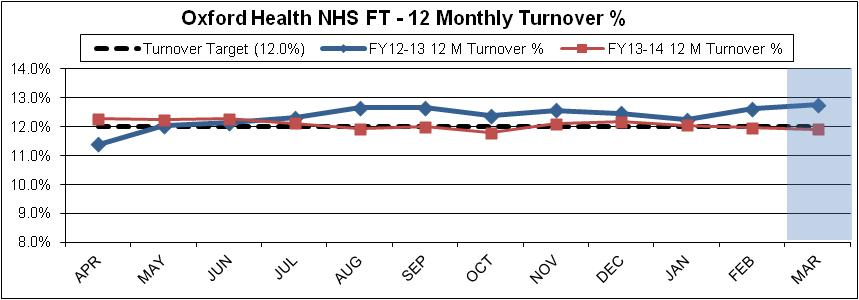 Oxford Health NHS FT - 12 Monthly Turnover %
Turnover Target (12.0%) FY12-13 12 M Turnover % FY13-14 12 M Turnover %
14.0%
13.0%
12.0%
11.0%
10.0%
9.0%
8.0%
APR MAY JUN JUL AUG SEP OCT NOV DEC JAN FEB MAR